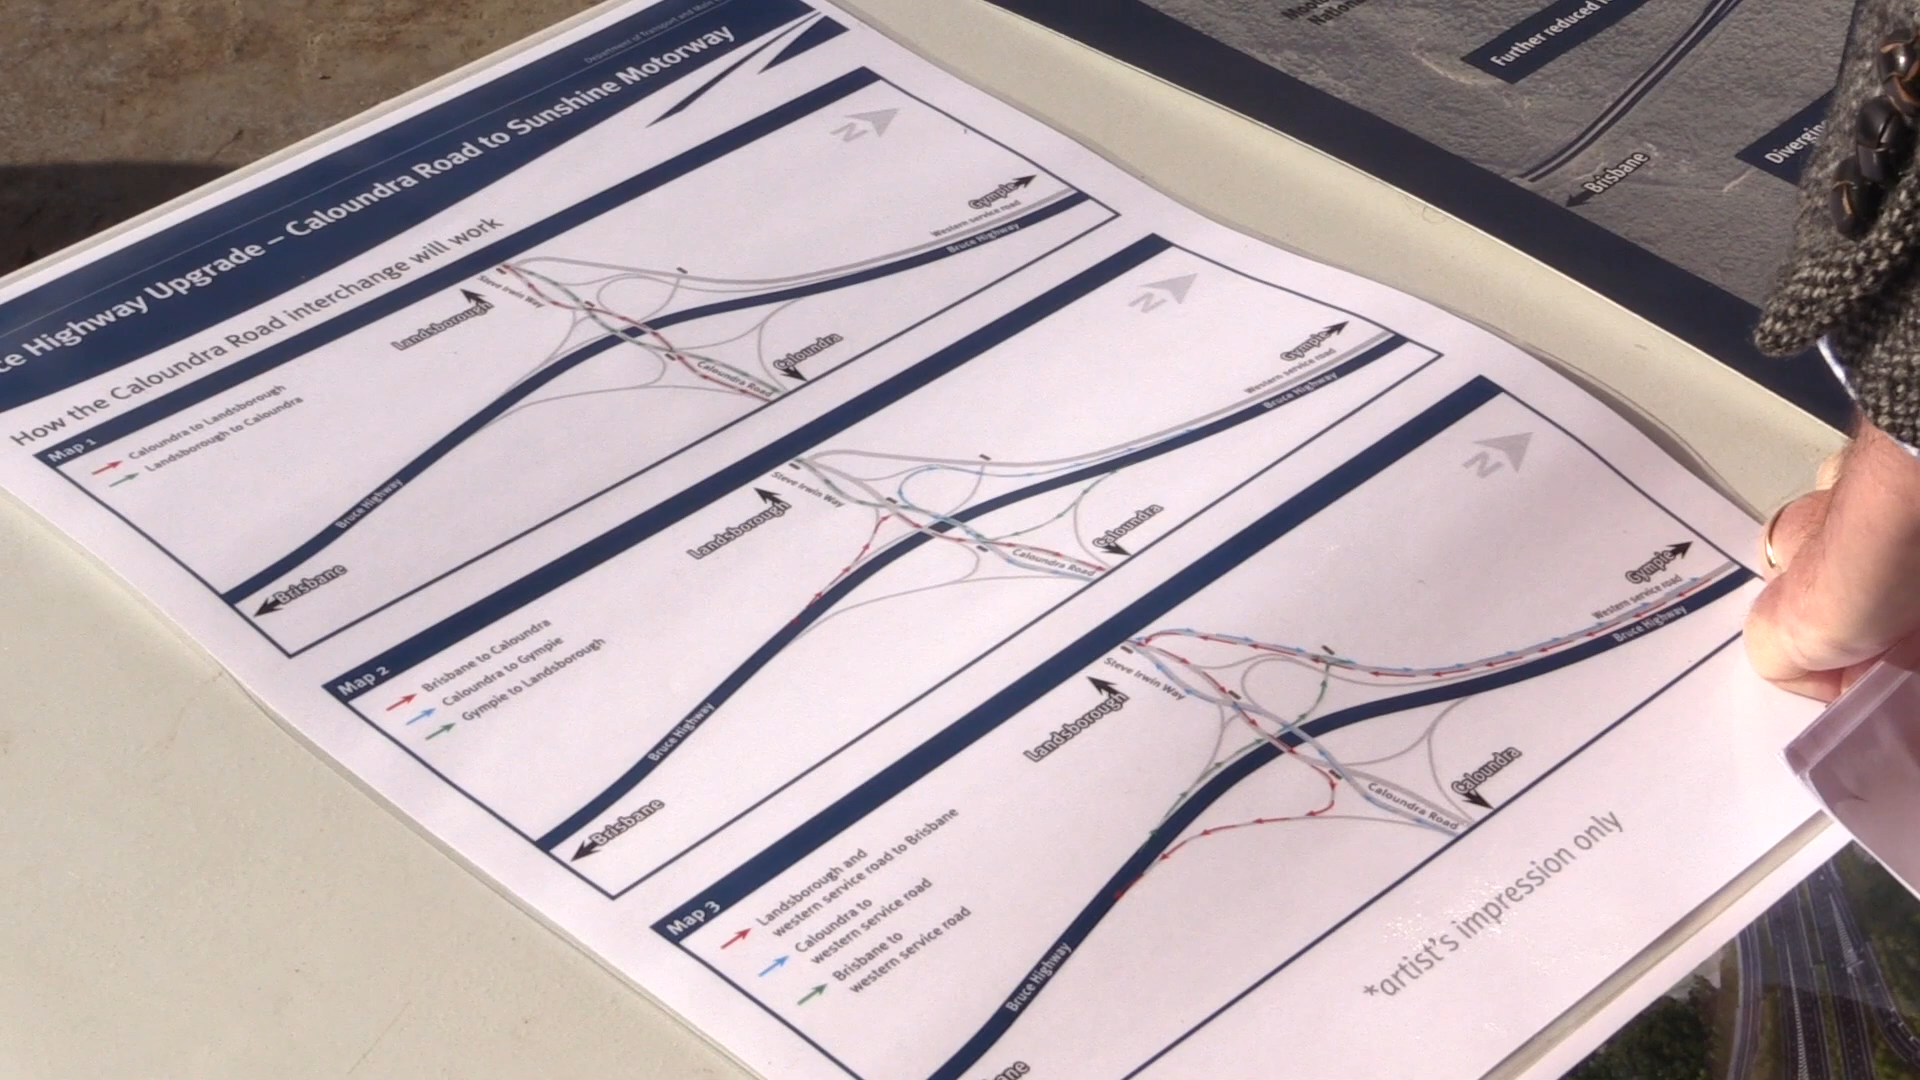 Department of Transport and Main
ce Highway Upgrade – Caloundra Road to Sunshine Motorway
How the Caloundra Road interchange will work
Map 1
Caloundra to Landsborough
Landsborough to Caloundra
N
Gympie
Western service road
Bruce Highway
Steve Irwin Way
Landsborough
Caloundra
Caloundra Road
Bruce Highway
Brisbane
Map 2
Brisbane to Caloundra
Caloundra to Gympie
Gympie to Landsborough
N
Gympie
Western service road
Bruce Highway
Steve Irwin Way
Landsborough
Caloundra
Caloundra Road
Bruce Highway
Brisbane
Map 3
Landsborough and
western service road to Brisbane
Caloundra to
western service road
Brisbane to
western service road
N
Gympie
Western service road
Bruce Highway
Steve Irwin Way
Landsborough
Caloundra
Caloundra Road
Bruce Highway
bane
*artist's impression only
Further reduced
Brisbane
Diverging